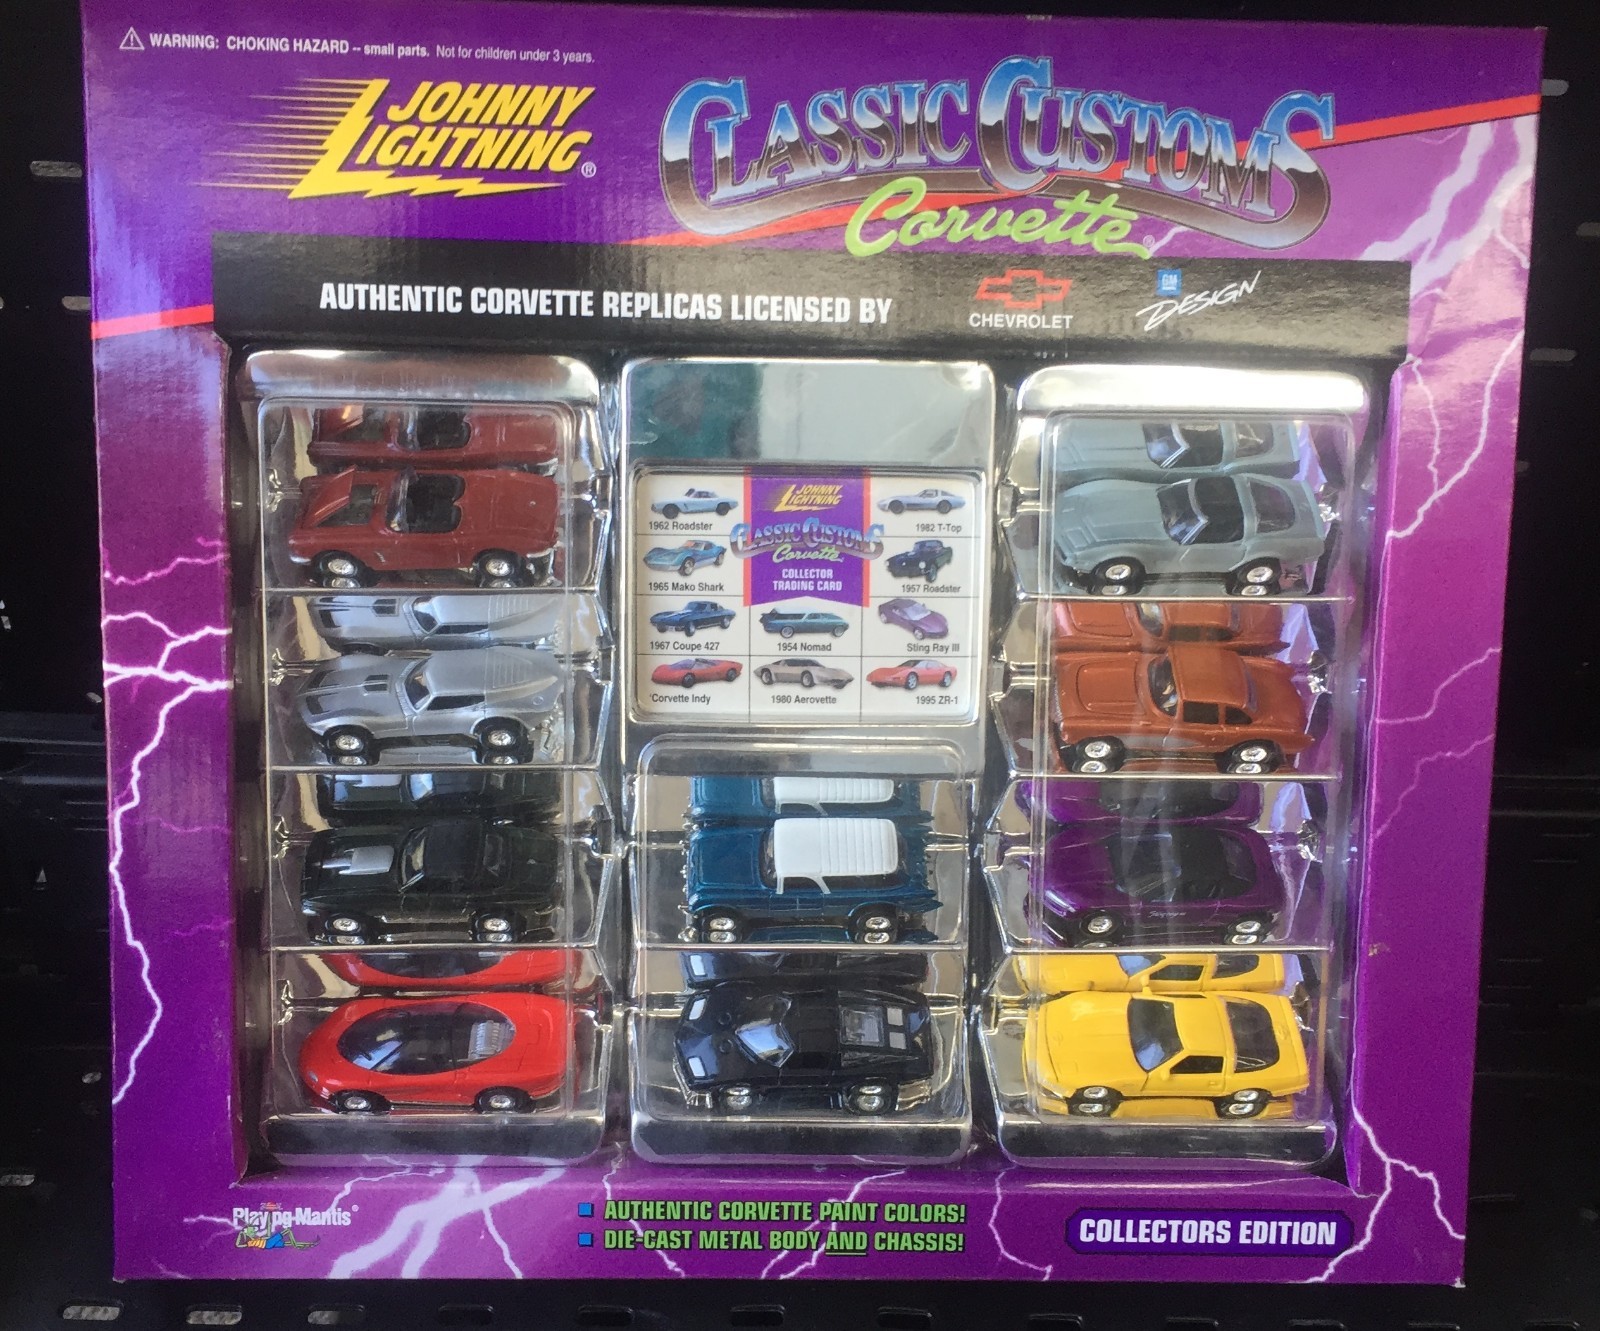 WARNING: CHOKING HAZARD -- small parts. Not for children under 3 years.
JOHNNY
LIGHTNING®
CLASSIC CUSTOMS
Corvette®
AUTHENTIC CORVETTE REPLICAS LICENSED BY
CHEVROLET
GM
DESIGN
JOHNNY
LIGHTNING
CLASSIC CUSTOMS
Corvette
COLLECTOR
TRADING CARD
1962 Roadster
1982 T-Top
1965 Mako Shark
1957 Roadster
1967 Coupe 427
1954 Nomad
Sting Ray III
'Corvette Indy
1980 Aerovette
1995 ZR-1
Playing Mantis®
AUTHENTIC CORVETTE PAINT COLORS!
DIE-CAST METAL BODY AND CHASSIS!
COLLECTORS EDITION